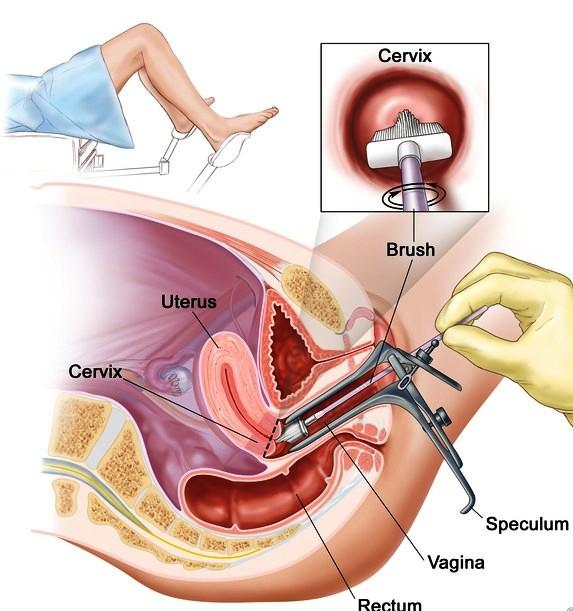 Cervix
Brush
Uterus
Cervix
Speculum
Vagina
Rectum